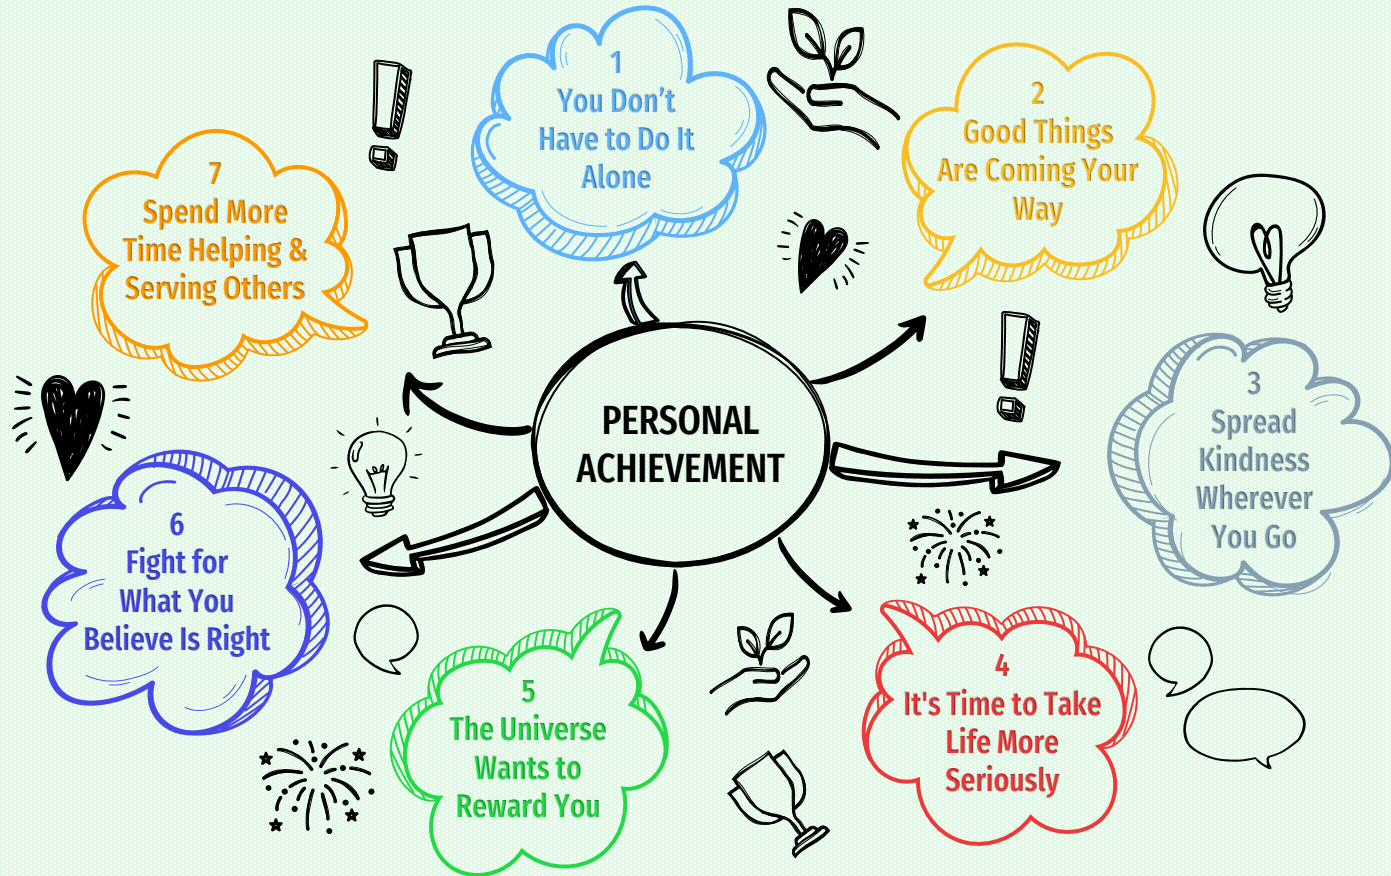 PERSONAL
ACHIEVEMENT
1
You Don’t
Have to Do It
Alone
2
Good Things
Are Coming Your
Way
3
Spread
Kindness
Wherever
You Go
4
It's Time to Take
Life More
Seriously
5
The Universe
Wants to
Reward You
6
Fight for
What You
Believe Is Right
7
Spend More
Time Helping &
Serving Others